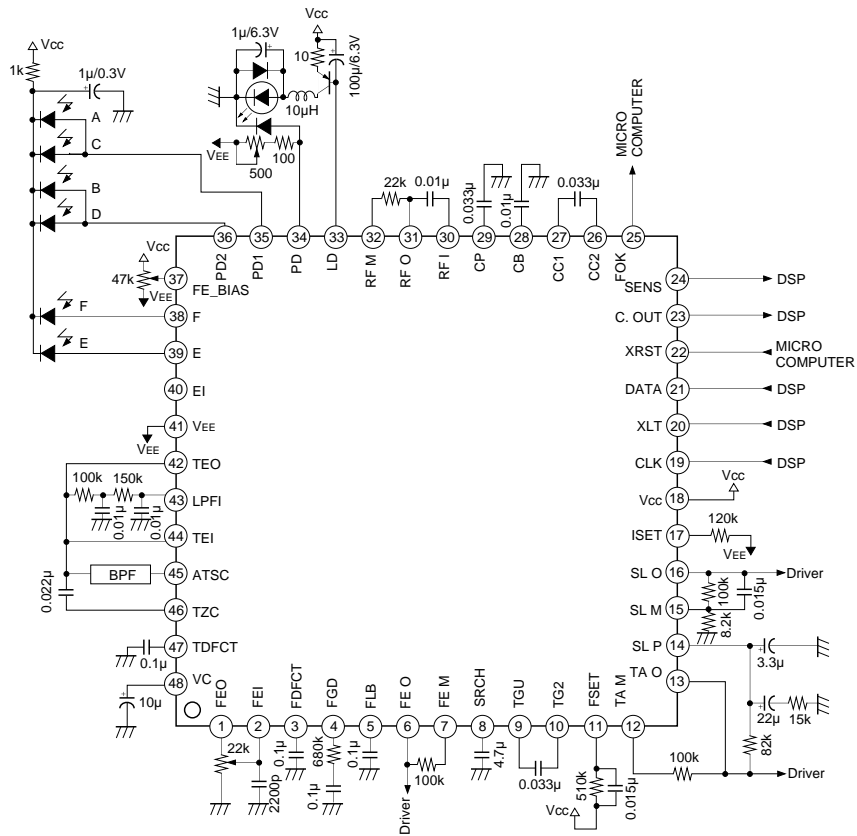 Vcc
1k
1μ/0.3V
A
C
B
D
1μ/6.3V
Vcc
10
100μ/6.3V
10μH
VEE
500
100
22k
0.01μ
0.033μ
0.01μ
0.033μ
MICRO
COMPUTER
36
35
34
33
32
31
30
29
28
27
26
25
PD2
PD1
PD
LD
RF M
RF O
RF I
CP
CB
CC1
CC2
FOK
Vcc
47k
VEE
37
FE_BIAS
F
38
F
E
39
E
40
EI
41
VEE
VEE
42
TEO
100k
150k
43
LPFI
0.01μ
0.01μ
44
TEI
BPF
45
ATSC
0.022μ
46
TZC
47
TDFCT
0.1μ
48
VC
10μ
SENS
24
DSP
C. OUT
23
DSP
XRST
22
MICRO
COMPUTER
DATA
21
DSP
XLT
20
DSP
CLK
19
DSP
Vcc
18
Vcc
ISET
17
120k
VEE
SL O
16
Driver
100k
0.015μ
SL M
15
8.2k
SL P
14
3.3μ
TA O
13
22μ
15k
82k
FEO
FEI
FDFCT
FGD
FLB
FE O
FE M
SRCH
TGU
TG2
FSET
TA M
1
2
3
4
5
6
7
8
9
10
11
12
22k
2200p
0.1μ
680k
0.1μ
0.1μ
100k
Driver
4.7μ
0.033μ
510k
0.015μ
Vcc
100k
Driver